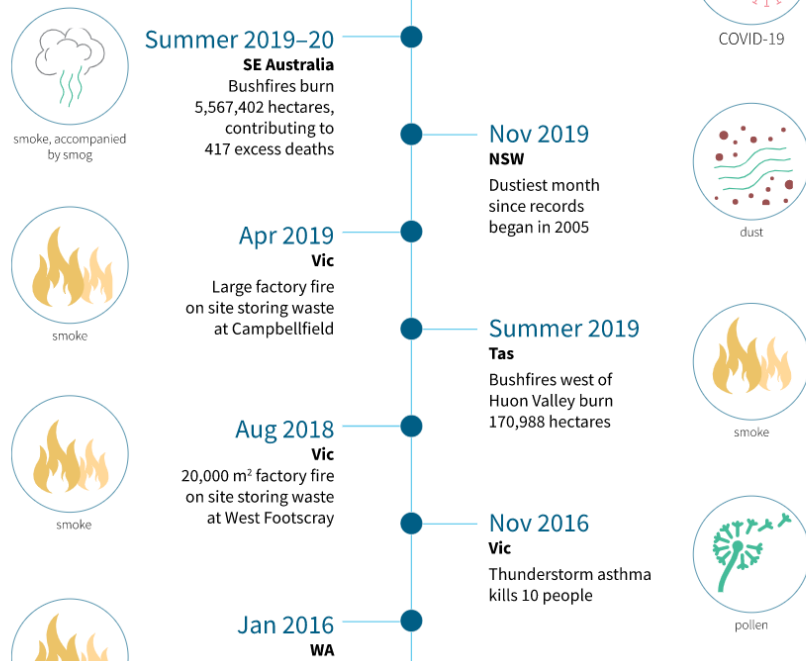 COVID-19
Summer 2019–20
SE Australia
Bushfires burn
5,567,402 hectares,
contributing to
417 excess deaths
smoke, accompanied
by smog
Nov 2019
NSW
Dustiest month
since records
began in 2005
dust
Apr 2019
Vic
Large factory fire
on site storing waste
at Campbellfield
smoke
Summer 2019
Tas
Bushfires west of
Huon Valley burn
170,988 hectares
smoke
Aug 2018
Vic
20,000 m² factory fire
on site storing waste
at West Footscray
smoke
Nov 2016
Vic
Thunderstorm asthma
kills 10 people
pollen
Jan 2016
WA